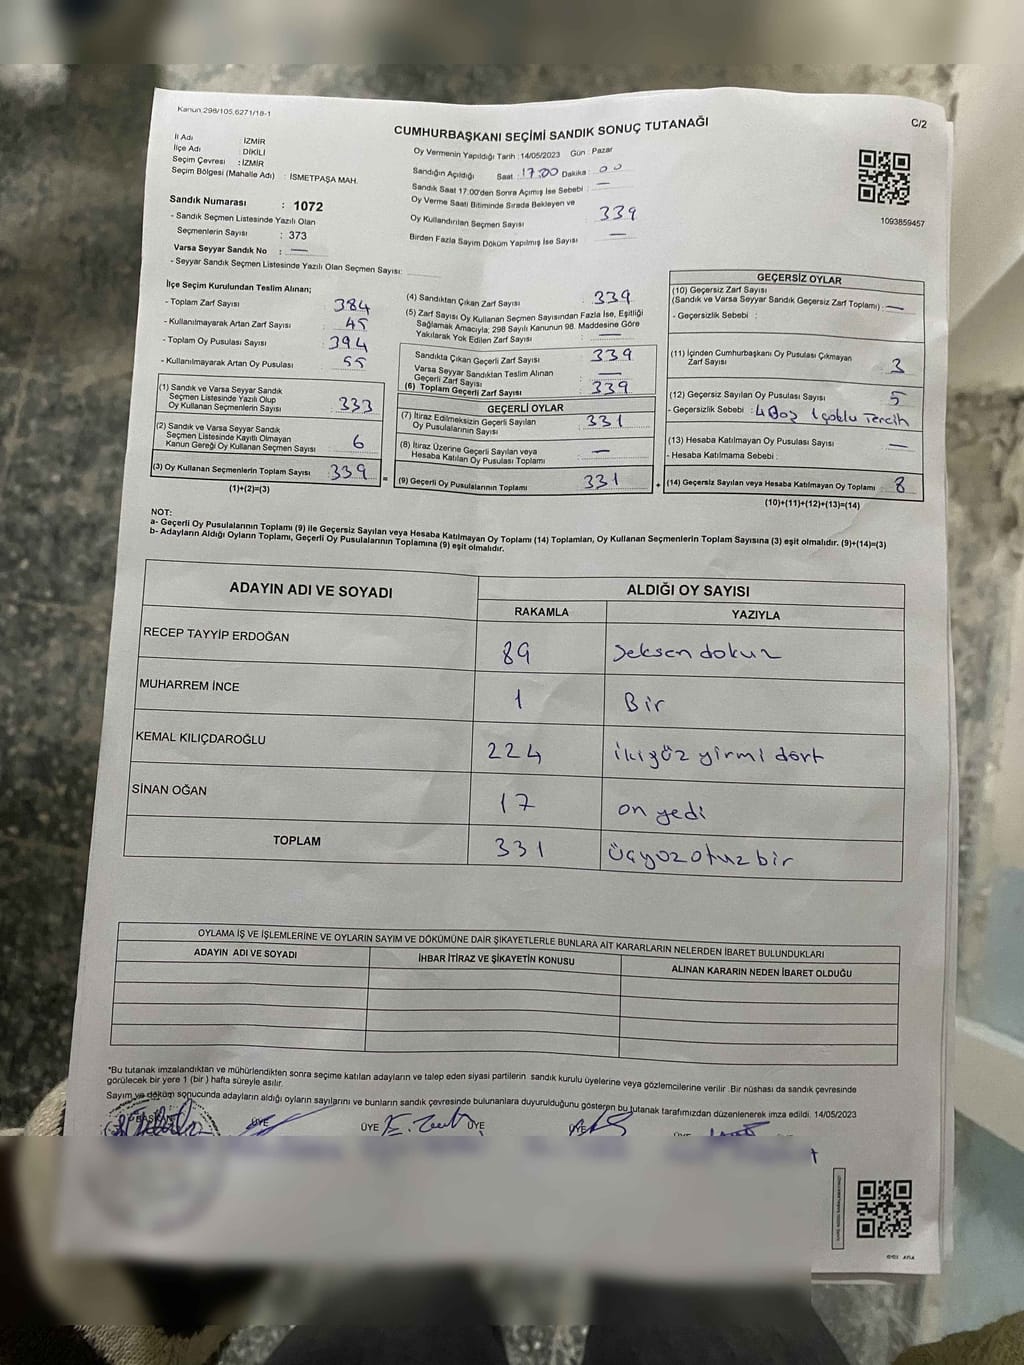 Kanun 298/105,6271/18-1
C/2
CUMHURBAŞKANI SEÇİMİ SANDIK SONUÇ TUTANAĞI
İl Adı : İZMİR
İlçe Adı : DİKİLİ
Seçim Çevresi : İZMİR
Seçim Bölgesi (Mahalle Adı) : İSMETPAŞA MAH.
Sandık Numarası : 1072
- Sandık Seçmen Listesinde Yazılı Olan
Seçmenlerin Sayısı : 373
Varsa Seyyar Sandık No : —
- Seyyar Sandık Seçmen Listesinde Yazılı Olan Seçmen Sayısı:
Oy Vermenin Yapıldığı Tarih :14/05/2023 Gün : Pazar
Sandığın Açıldığı Saat : 17:00 Dakika : 00
Sandık Saat 17.00'den Sonra Açımış İse Sebebi : —
Oy Verme Saati Bitiminde Sırada Bekleyen ve
Oy Kullandırılan Seçmen Sayısı : 339
Birden Fazla Sayım Döküm Yapılmış İse Sayısı : —
1093859457
İlçe Seçim Kurulundan Teslim Alınan;
- Toplam Zarf Sayısı : 384
- Kullanılmayarak Artan Zarf Sayısı : 45
- Toplam Oy Pusulası Sayısı : 394
- Kullanılmayarak Artan Oy Pusulası : 55
(1) Sandık ve Varsa Seyyar Sandık
Seçmen Listesinde Yazılı Olup
Oy Kullanan Seçmenlerin Sayısı : 333
(2) Sandık ve Varsa Seyyar Sandık
Seçmen Listesinde Kayıtlı Olmayan
Kanun Gereği Oy Kullanan Seçmen Sayısı : 6
(3) Oy Kullanan Seçmenlerin Toplam Sayısı : 339
(1)+(2)=(3)
(4) Sandıktan Çıkan Zarf Sayısı : 339
(5) Zarf Sayısı Oy Kullanan Seçmen Sayısından Fazla İse, Eşitliği
Sağlamak Amacıyla; 298 Sayılı Kanunun 98. Maddesine Göre
Yakılarak Yok Edilen Zarf Sayısı : —
Sandıkta Çıkan Geçerli Zarf Sayısı : 339
Varsa Seyyar Sandıktan Teslim Alınan
Geçerli Zarf Sayısı : —
(6) Toplam Geçerli Zarf Sayısı : 339
GEÇERLİ OYLAR
(7) İtiraz Edilmeksizin Geçerli Sayılan
Oy Pusulalarının Sayısı : 331
(8) İtiraz Üzerine Geçerli Sayılan veya
Hesaba Katılan Oy Pusulası Toplamı : —
= (9) Geçerli Oy Pusulalarının Toplamı : 331
GEÇERSİZ OYLAR
(10) Geçersiz Zarf Sayısı
(Sandık ve Varsa Seyyar Sandık Geçersiz Zarf Toplamı) : —
- Geçersizlik Sebebi :
(11) İçinden Cumhurbaşkanı Oy Pusulası Çıkmayan
Zarf Sayısı : 3
(12) Geçersiz Sayılan Oy Pusulası Sayısı : 5
- Geçersizlik Sebebi : 4 Boş 1 çoklu Tercih
(13) Hesaba Katılmayan Oy Pusulası Sayısı : —
- Hesaba Katılmama Sebebi :
+ (14) Geçersiz Sayılan veya Hesaba Katılmayan Oy Toplamı : 8
(10)+(11)+(12)+(13)=(14)
NOT:
a- Geçerli Oy Pusulalarının Toplamı (9) ile Geçersiz Sayılan veya Hesaba Katılmayan Oy Toplamı (14) Toplamları, Oy Kullanan Seçmenlerin Toplam Sayısına (3) eşit olmalıdır. (9)+(14)=(3)
b- Adayların Aldığı Oyların Toplamı, Geçerli Oy Pusulalarının Toplamına (9) eşit olmalıdır.
ADAYIN ADI VE SOYADI ALDIĞI OY SAYISI
RAKAMLA YAZIYLA
RECEP TAYYİP ERDOĞAN 89 seksen dokuz
MUHARREM İNCE 1 Bir
KEMAL KILIÇDAROĞLU 224 ikiyüz yirmi dört
SİNAN OĞAN 17 on yedi
TOPLAM 331 üçyüzotuzbir
OYLAMA İŞ VE İŞLEMLERİNE VE OYLARIN SAYIM VE DÖKÜMÜNE DAİR ŞİKAYETLERLE BUNLARA AİT KARARLARIN NELERDEN İBARET BULUNDUKLARI
ADAYIN ADI VE SOYADI İHBAR İTİRAZ VE ŞİKAYETİN KONUSU ALINAN KARARIN NEDEN İBARET OLDUĞU
*Bu tutanak imzalandıktan ve mühürlendikten sonra seçime katılan adayların ve talep eden siyasi partilerin sandık kurulu üyelerine veya gözlemcilerine verilir .Bir nüshası da sandık çevresinde
görülecek bir yere 1 (bir ) hafta süreyle asılır.
Sayım ve döküm sonucunda adayların aldığı oyların sayılarını ve bunların sandık çevresinde bulunanlara duyurulduğunu gösteren bu tutanak tarafımızdan düzenlenerek imza edildi. 14/05/2023
BAŞKAN ÜYE ÜYE ÜYE ÜYE